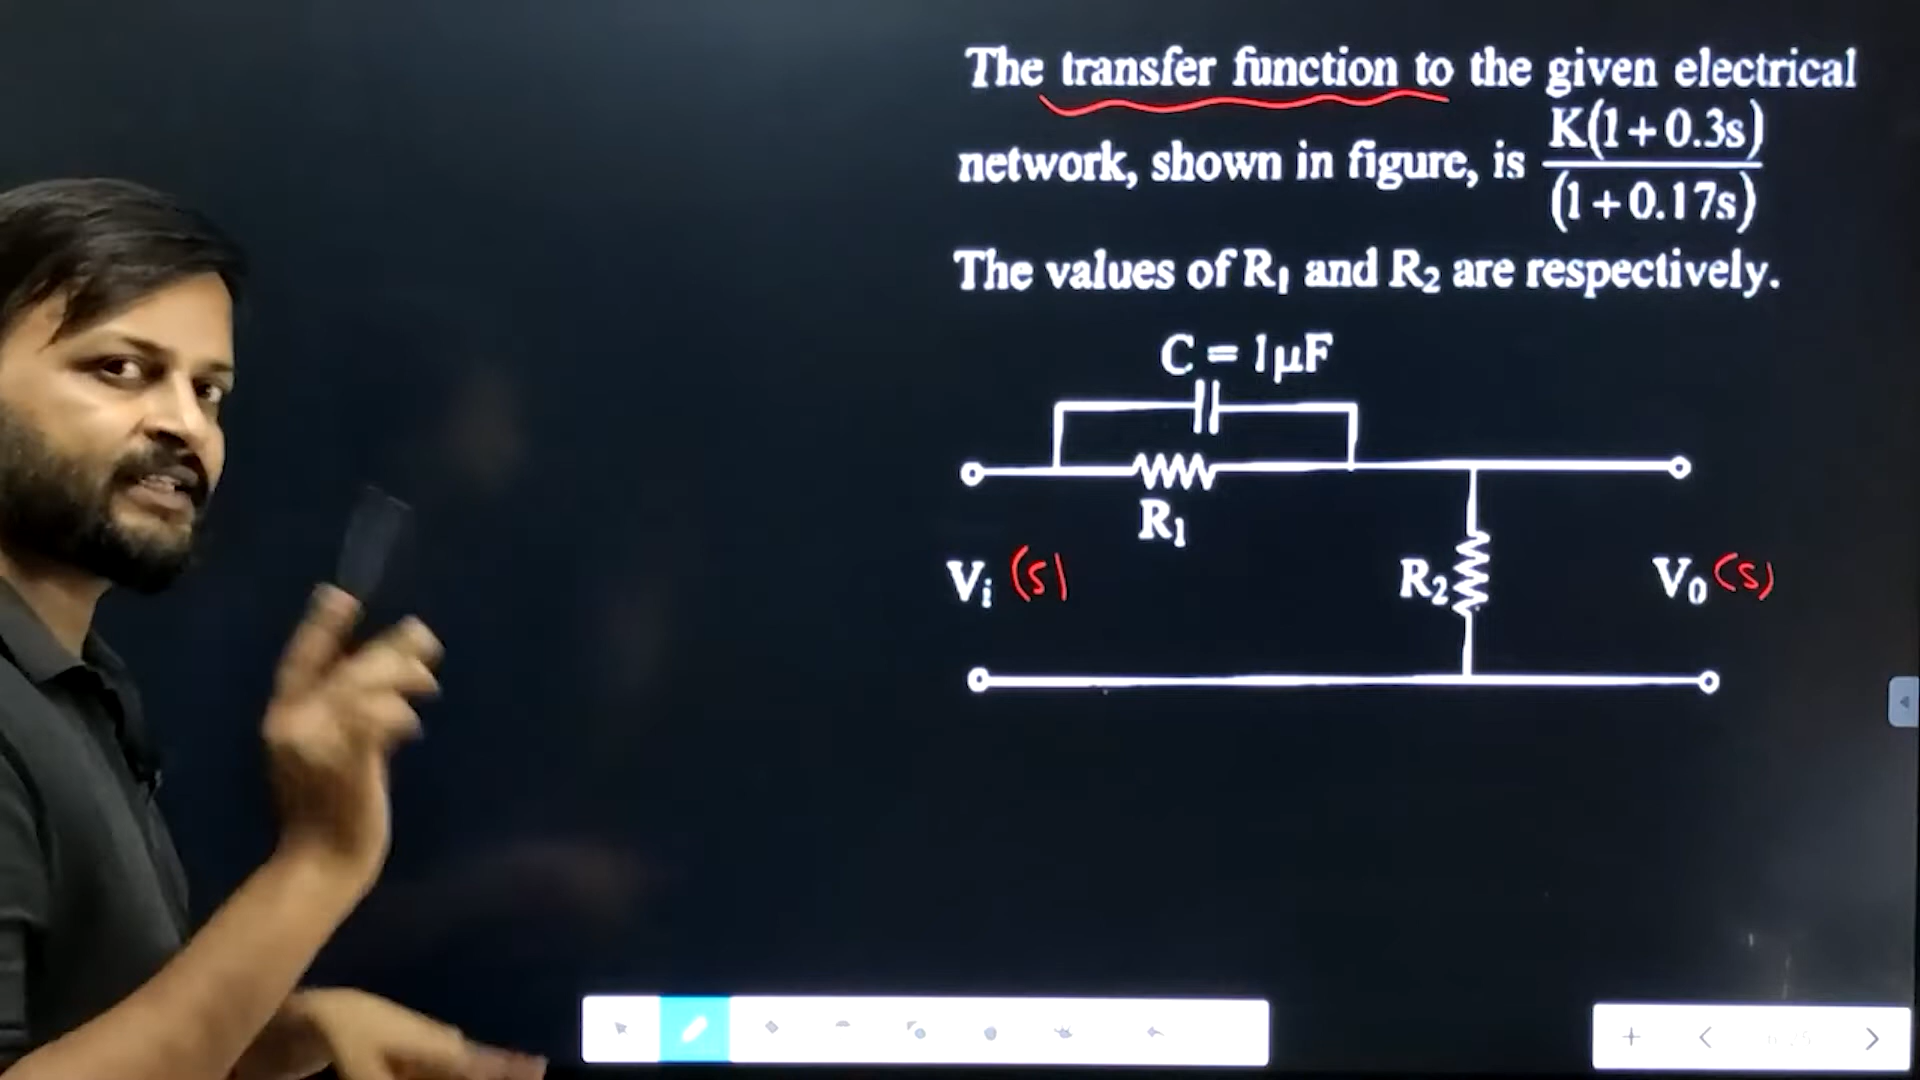 The transfer function to the given electrical
network, shown in figure, is K(1+0.3s)
(1+0.17s)
The values of R₁ and R₂ are respectively.
C = 1μF
R₁
Vᵢ (s)
R₂
V₀ (s)